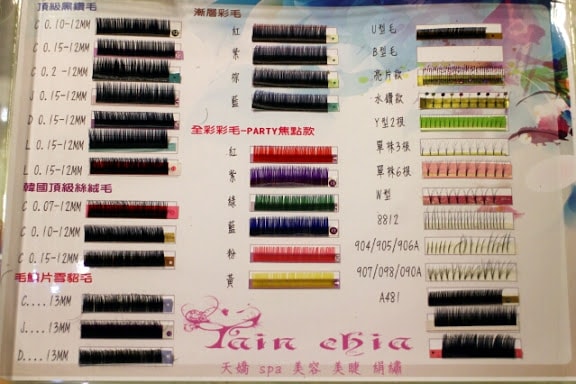 頂級黑鑽毛
C 0.10-12MM
C 0.15-12MM
C 0.2 -12MM
J 0.15-12MM
D 0.15-12MM
L 0.15-12MM
L 0.15-12MM
韓國頂級絲絨毛
C 0.07-12MM
C 0.10-12MM
C 0.15-12MM
毛鱗片雪貂毛
C....13MM
J....13MM
D....13MM
漸層彩毛
紅
紫
棕
藍
全彩彩毛-PARTY焦點款
紅
紫
綠
藍
粉
黃
U型毛
B型毛
亮片款
水鑽款
Y型2根
單株3根
單株6根
W型
8812
904/905/906A
907/098/090A
A481
Tain chia
天嬌 spa 美容 美睫 絹繡